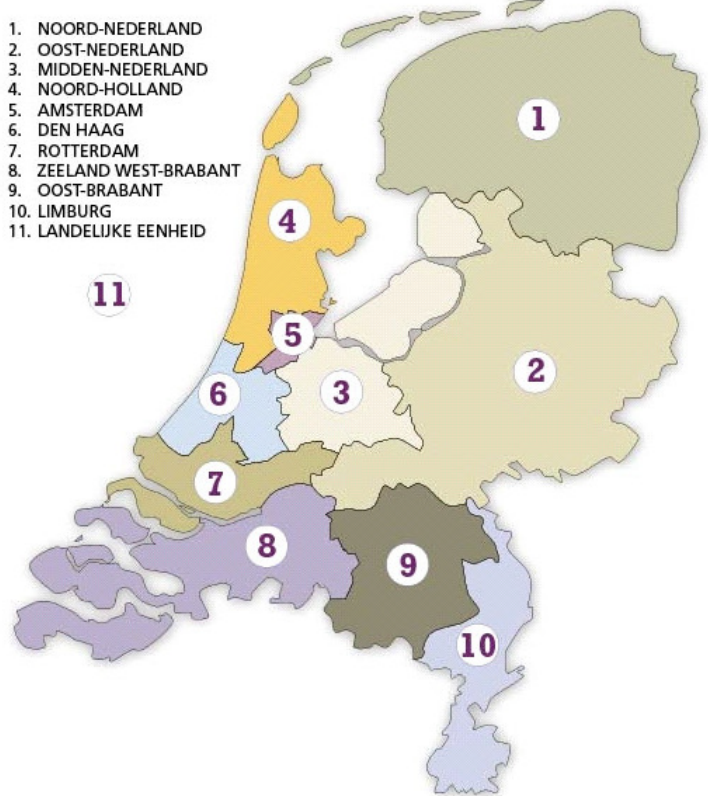 1. NOORD-NEDERLAND
2. OOST-NEDERLAND
3. MIDDEN-NEDERLAND
4. NOORD-HOLLAND
5. AMSTERDAM
6. DEN HAAG
7. ROTTERDAM
8. ZEELAND WEST-BRABANT
9. OOST-BRABANT
10. LIMBURG
11. LANDELIJKE EENHEID
1
4
11
5
2
3
6
7
8
9
10